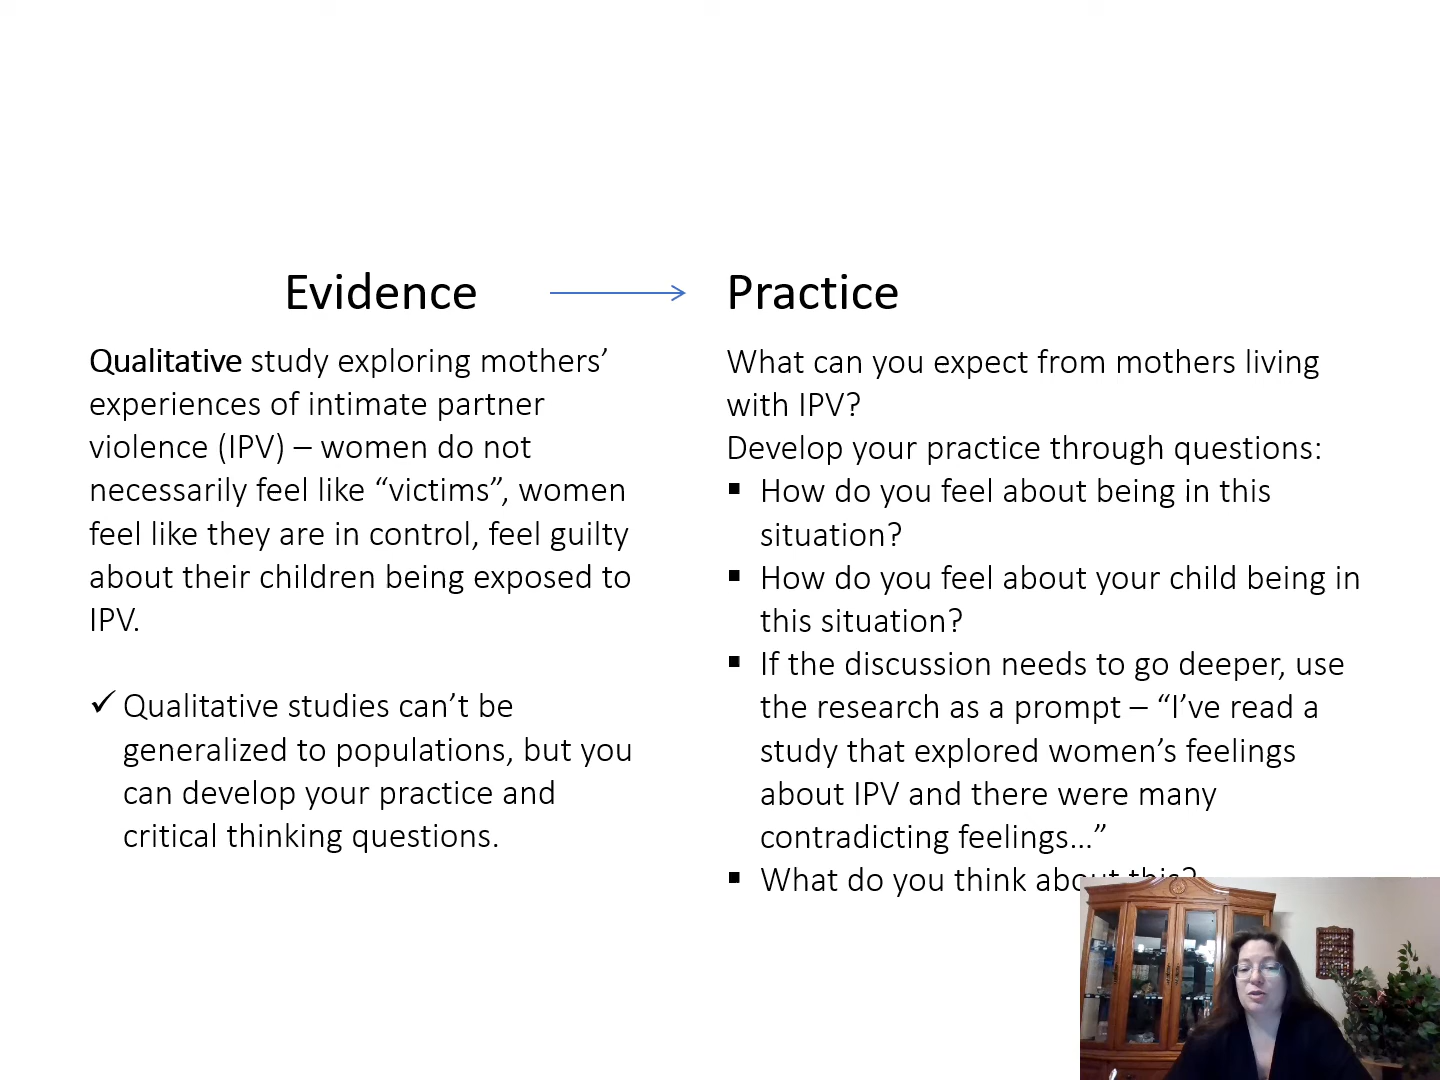 Evidence
Practice
Qualitative study exploring mothers’
experiences of intimate partner
violence (IPV) – women do not
necessarily feel like “victims”, women
feel like they are in control, feel guilty
about their children being exposed to
IPV.
✓ Qualitative studies can’t be
generalized to populations, but you
can develop your practice and
critical thinking questions.
What can you expect from mothers living
with IPV?
Develop your practice through questions:
▪ How do you feel about being in this
situation?
▪ How do you feel about your child being in
this situation?
▪ If the discussion needs to go deeper, use
the research as a prompt – “I’ve read a
study that explored women’s feelings
about IPV and there were many
contradicting feelings…”
▪ What do you think about this?